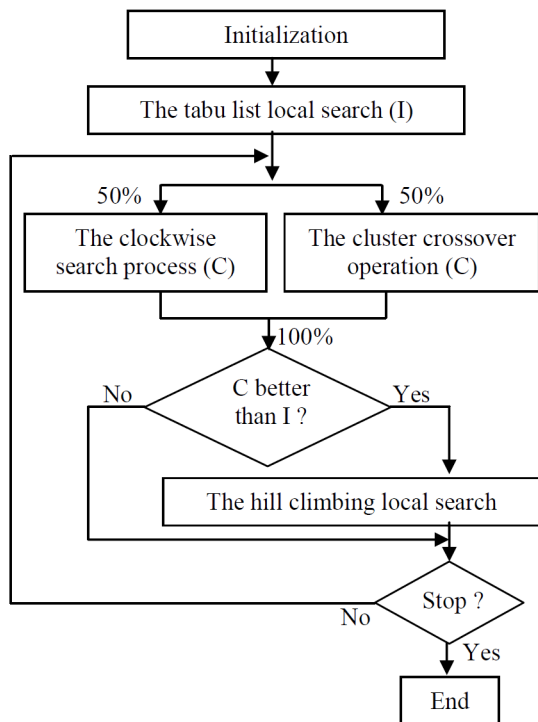 Initialization
The tabu list local search (I)
50%
50%
The clockwise
search process (C)
The cluster crossover
operation (C)
100%
No
C better
than I ?
Yes
The hill climbing local search
Stop ?
No
Yes
End